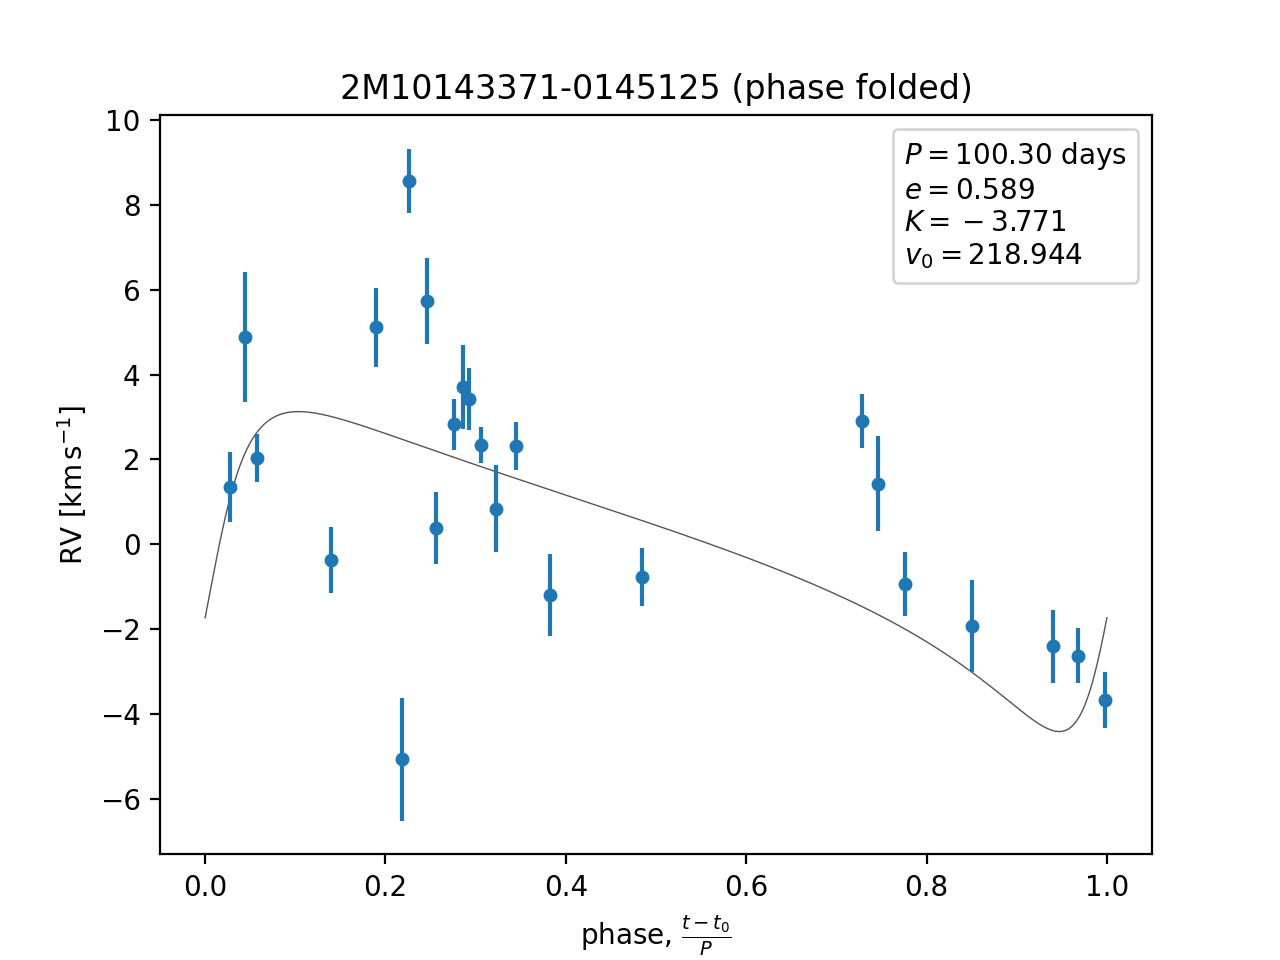 2M10143371-0145125 (phase folded)
P = 100.30 days
e = 0.589
K = −3.771
v₀ = 218.944
10
8
6
4
2
0
−2
−4
−6
RV [km s⁻¹]
0.0 0.2 0.4 0.6 0.8 1.0
phase, (t − t₀)/P